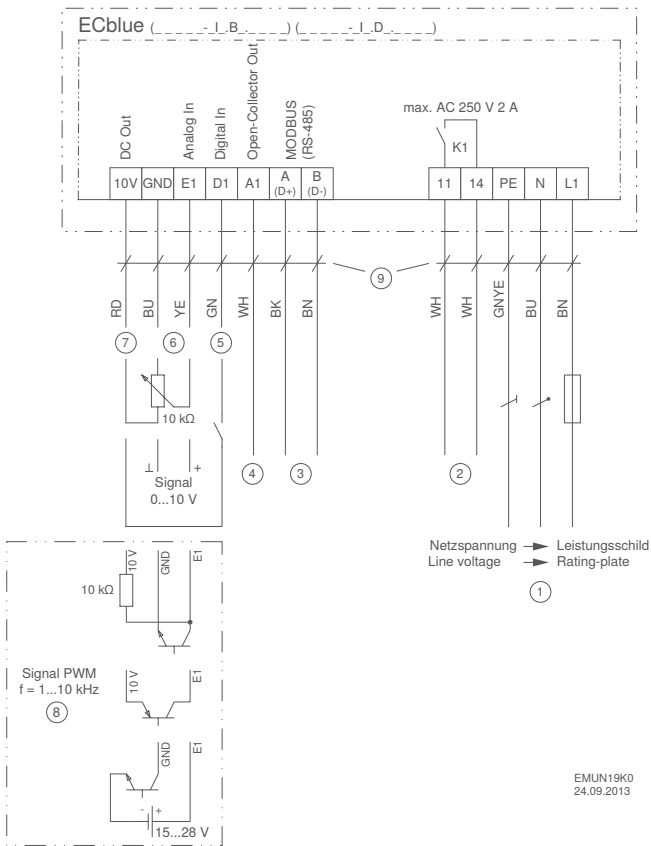 ECblue (_ _ _ _ _-_I_.B_._ _ _ _) (_ _ _ _ _-_I_.D_._ _ _ _)
DC Out
Analog In
Digital In
Open-Collector Out
MODBUS
(RS-485)
max. AC 250 V 2 A
K1
10V GND E1 D1 A1 A (D+) B (D-)
11 14 PE N L1
9
RD BU YE GN WH BK BN
WH WH GNYE BU BN
7 6 5
10 kΩ
⊥ +
Signal
0...10 V
4 3
2
Netzspannung Leistungsschild
Line voltage Rating-plate
1
10 V GND E1
10 kΩ
Signal PWM
f = 1...10 kHz
8
10 V E1
GND E1
- +
15...28 V
EMUN19K0
24.09.2013